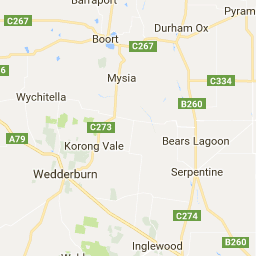 Barraport
Pyram
C267
Durham Ox
Boort
C267
Mysia
C334
6
Wychitella
B260
C273
A79
Korong Vale
Bears Lagoon
Wedderburn
Serpentine
C274
Inglewood
B260